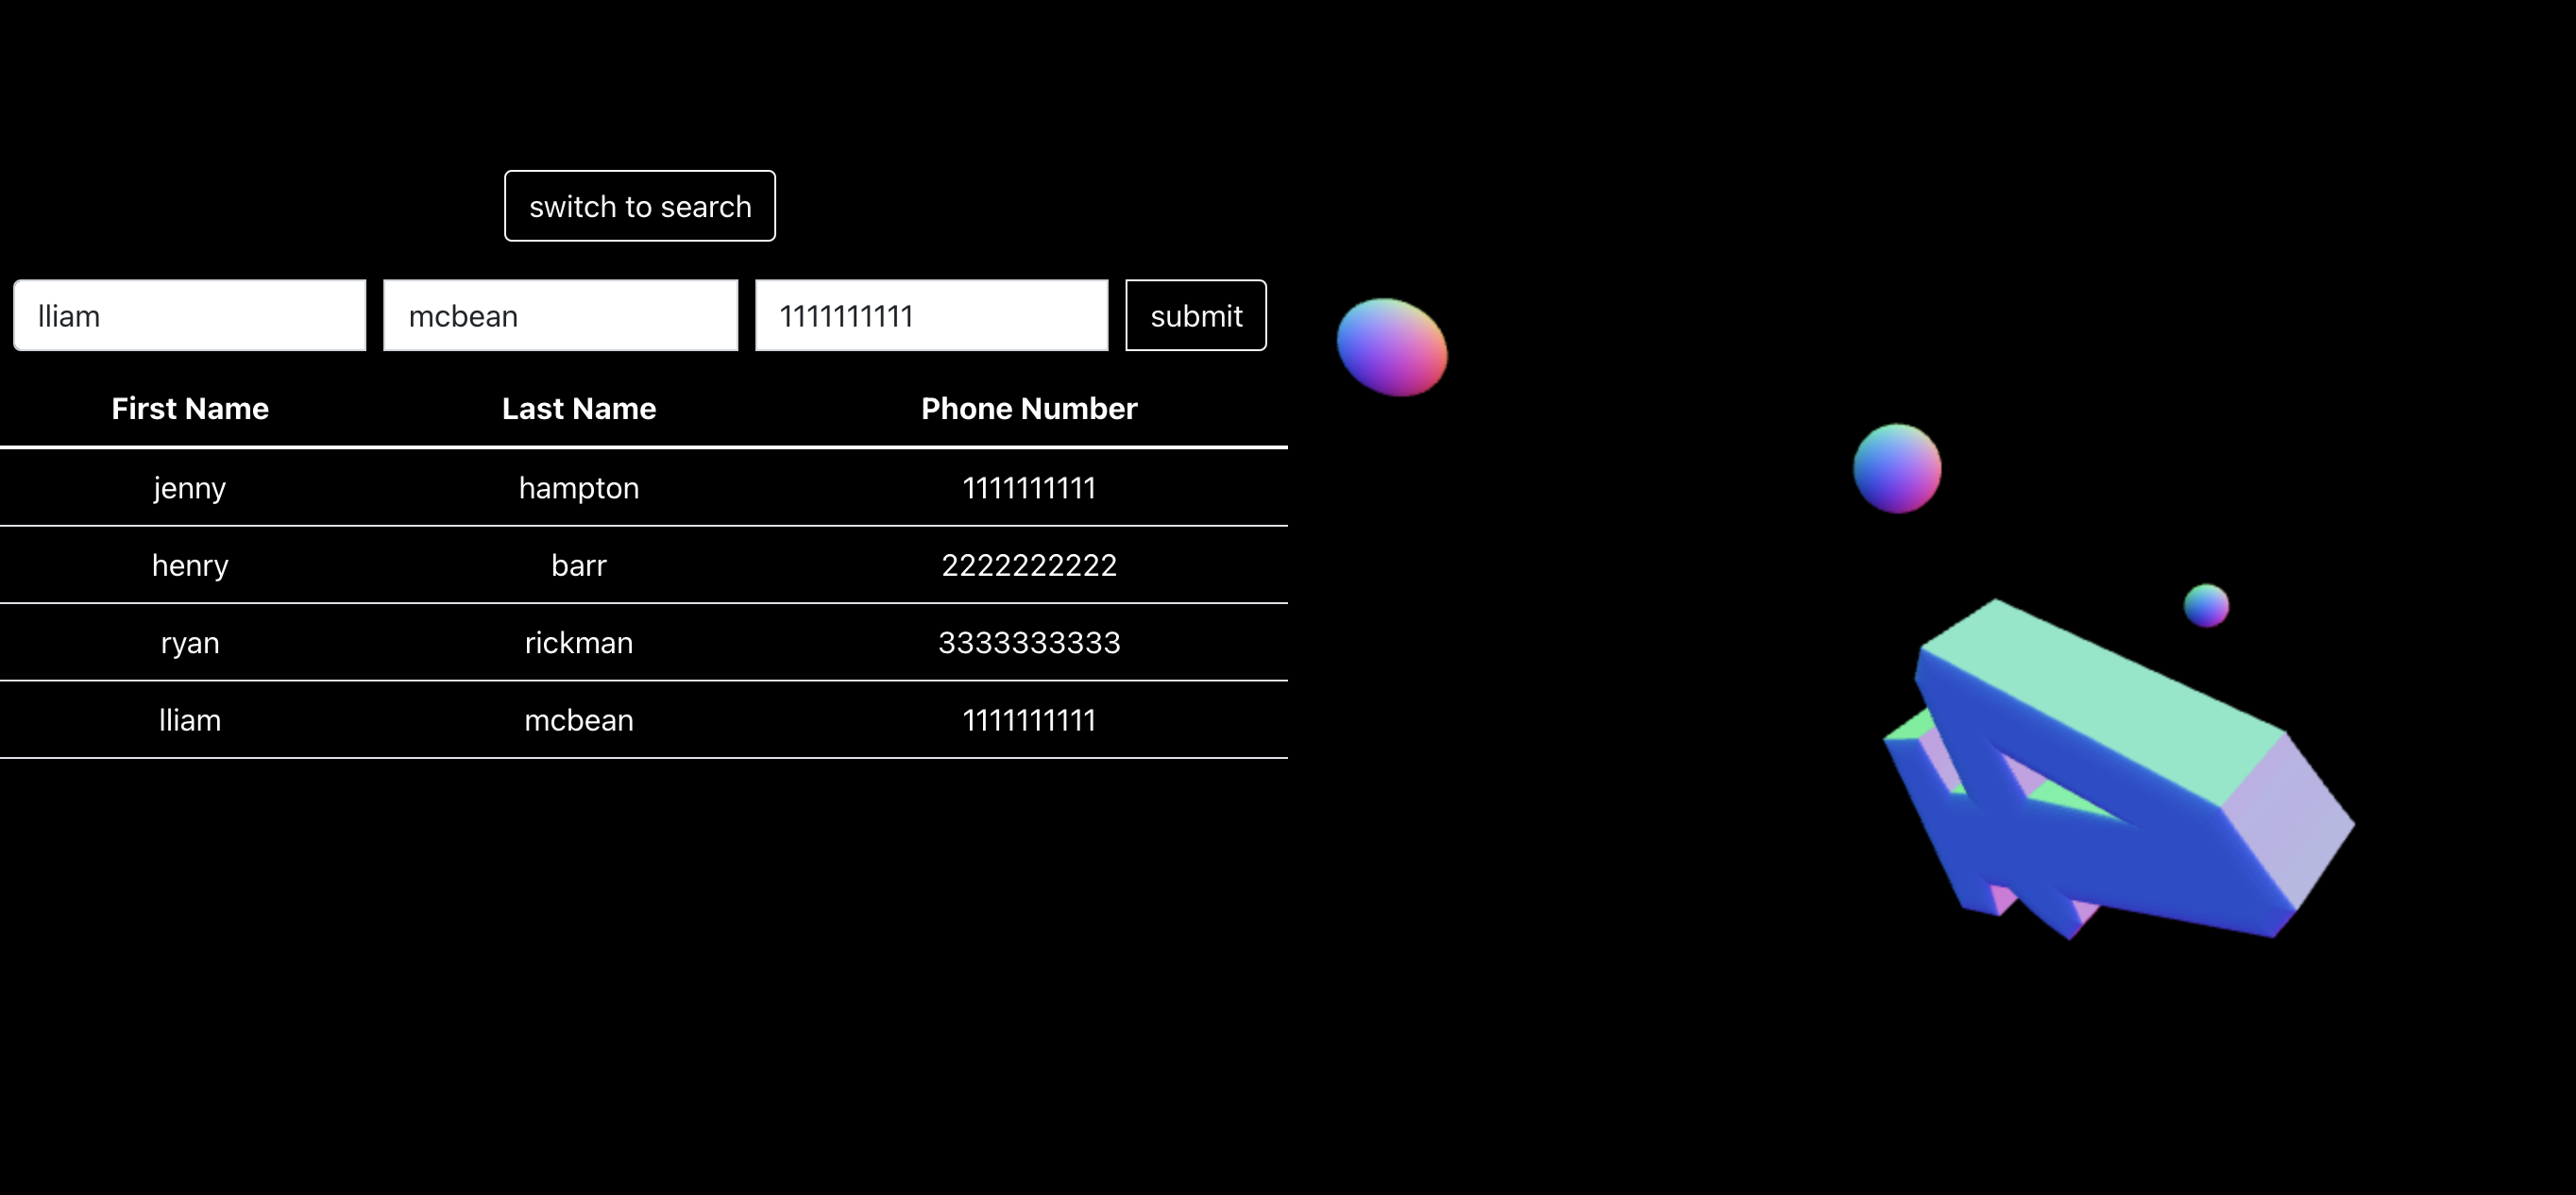 switch to search
lliam mcbean 1111111111 submit
First Name Last Name Phone Number
jenny hampton 1111111111
henry barr 2222222222
ryan rickman 3333333333
lliam mcbean 1111111111